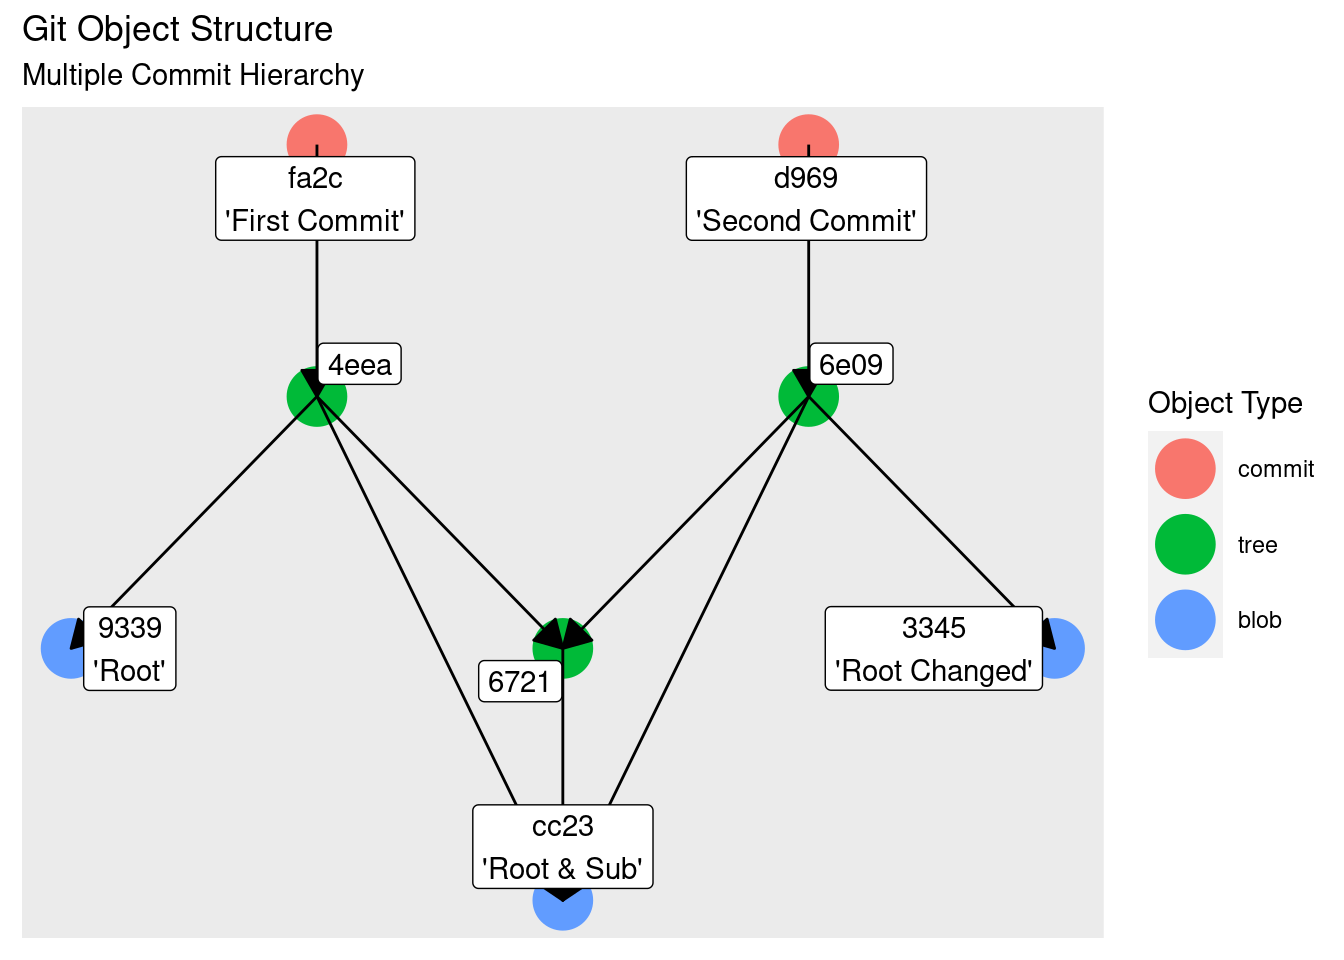 Git Object Structure
Multiple Commit Hierarchy
fa2c
'First Commit'
d969
'Second Commit'
4eea
6e09
Object Type
commit
tree
blob
9339
'Root'
6721
3345
'Root Changed'
cc23
'Root & Sub'